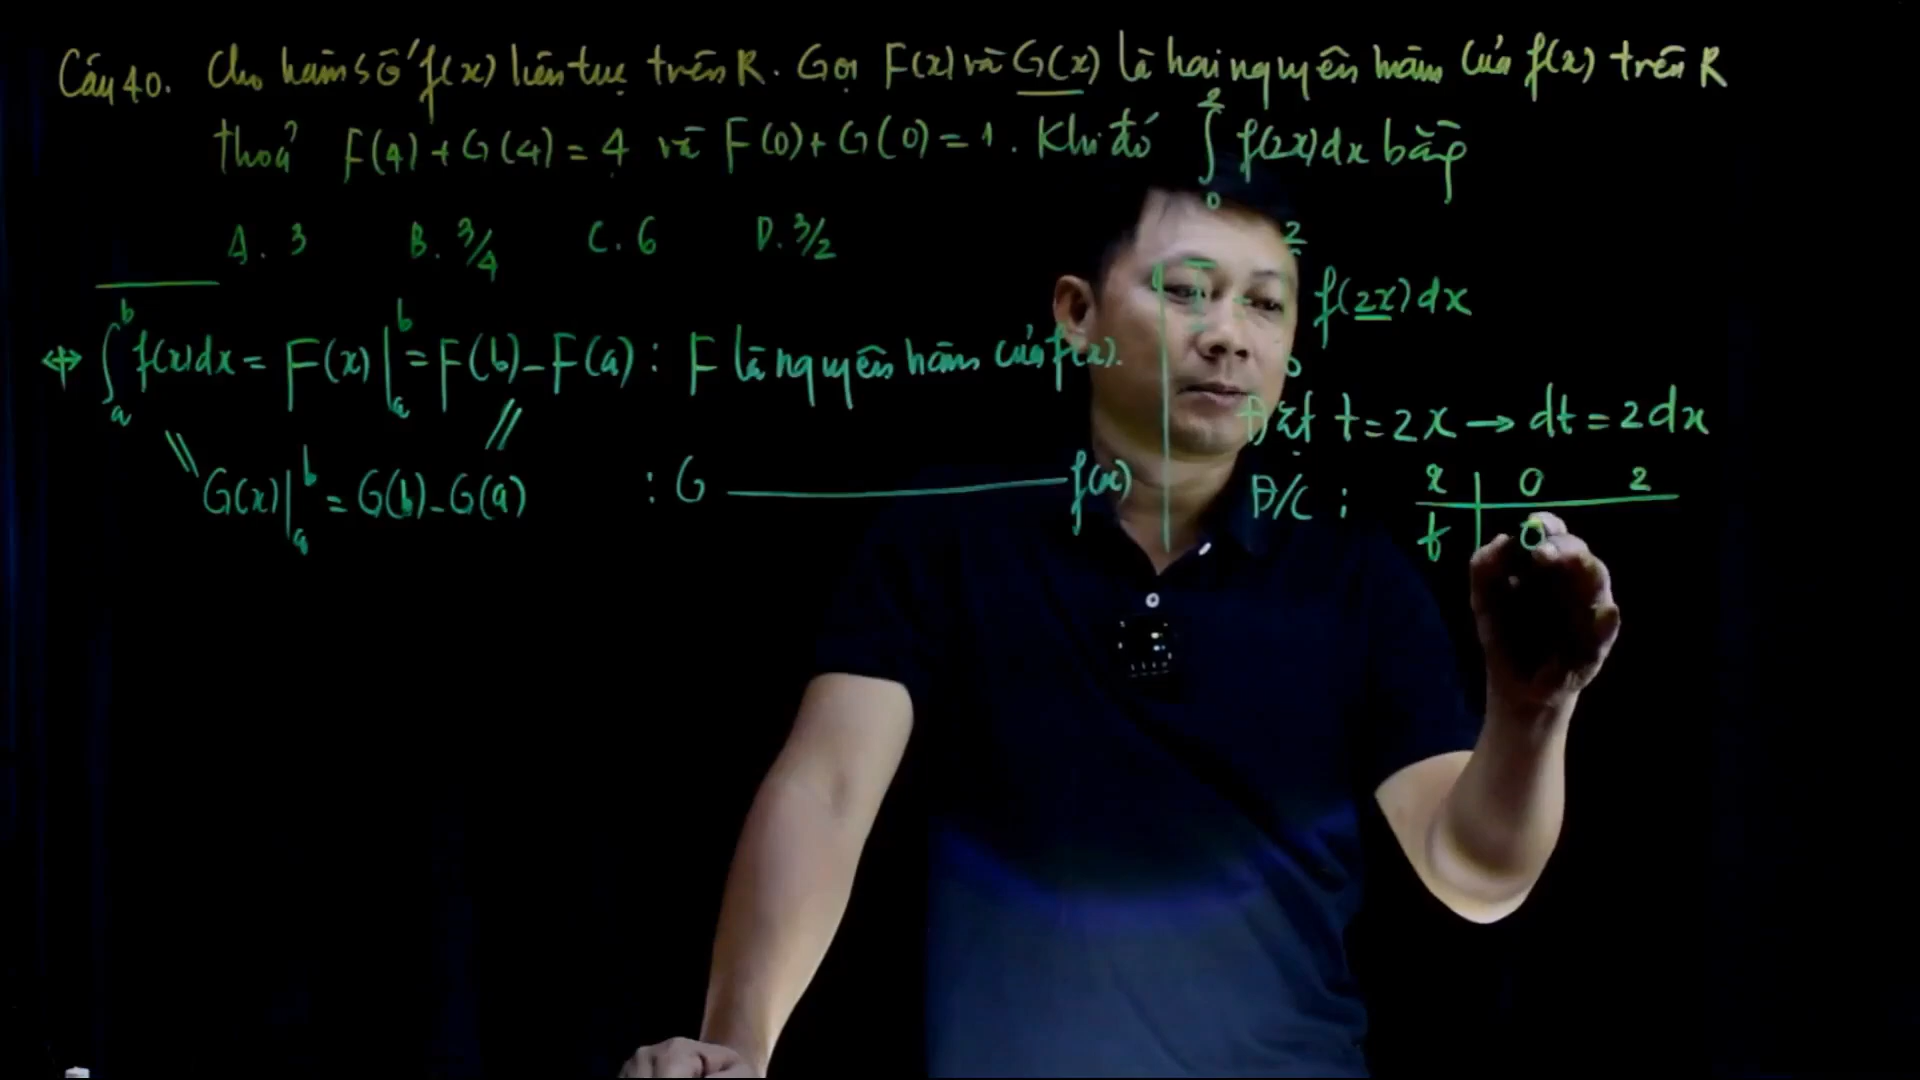 Câu 40. Cho hàm số f(x) liên tục trên R. Gọi F(x) và G(x) là hai nguyên hàm của f(x) trên R
thoả F(4) + G(4) = 4 và F(0) + G(0) = 1. Khi đó ∫₀² f(2x)dx bằng
A. 3 B. 3/4 C. 6 D. 3/2
∫ₐᵇ f(x)dx = F(x)|ₐᵇ = F(b) - F(a) : F là nguyên hàm của f(x).
G(x)|ₐᵇ = G(b) - G(a) : G — f(x)
I = ∫₀² f(2x)dx
Đặt t = 2x → dt = 2dx
Đ/C : x | 0 2
t | 0